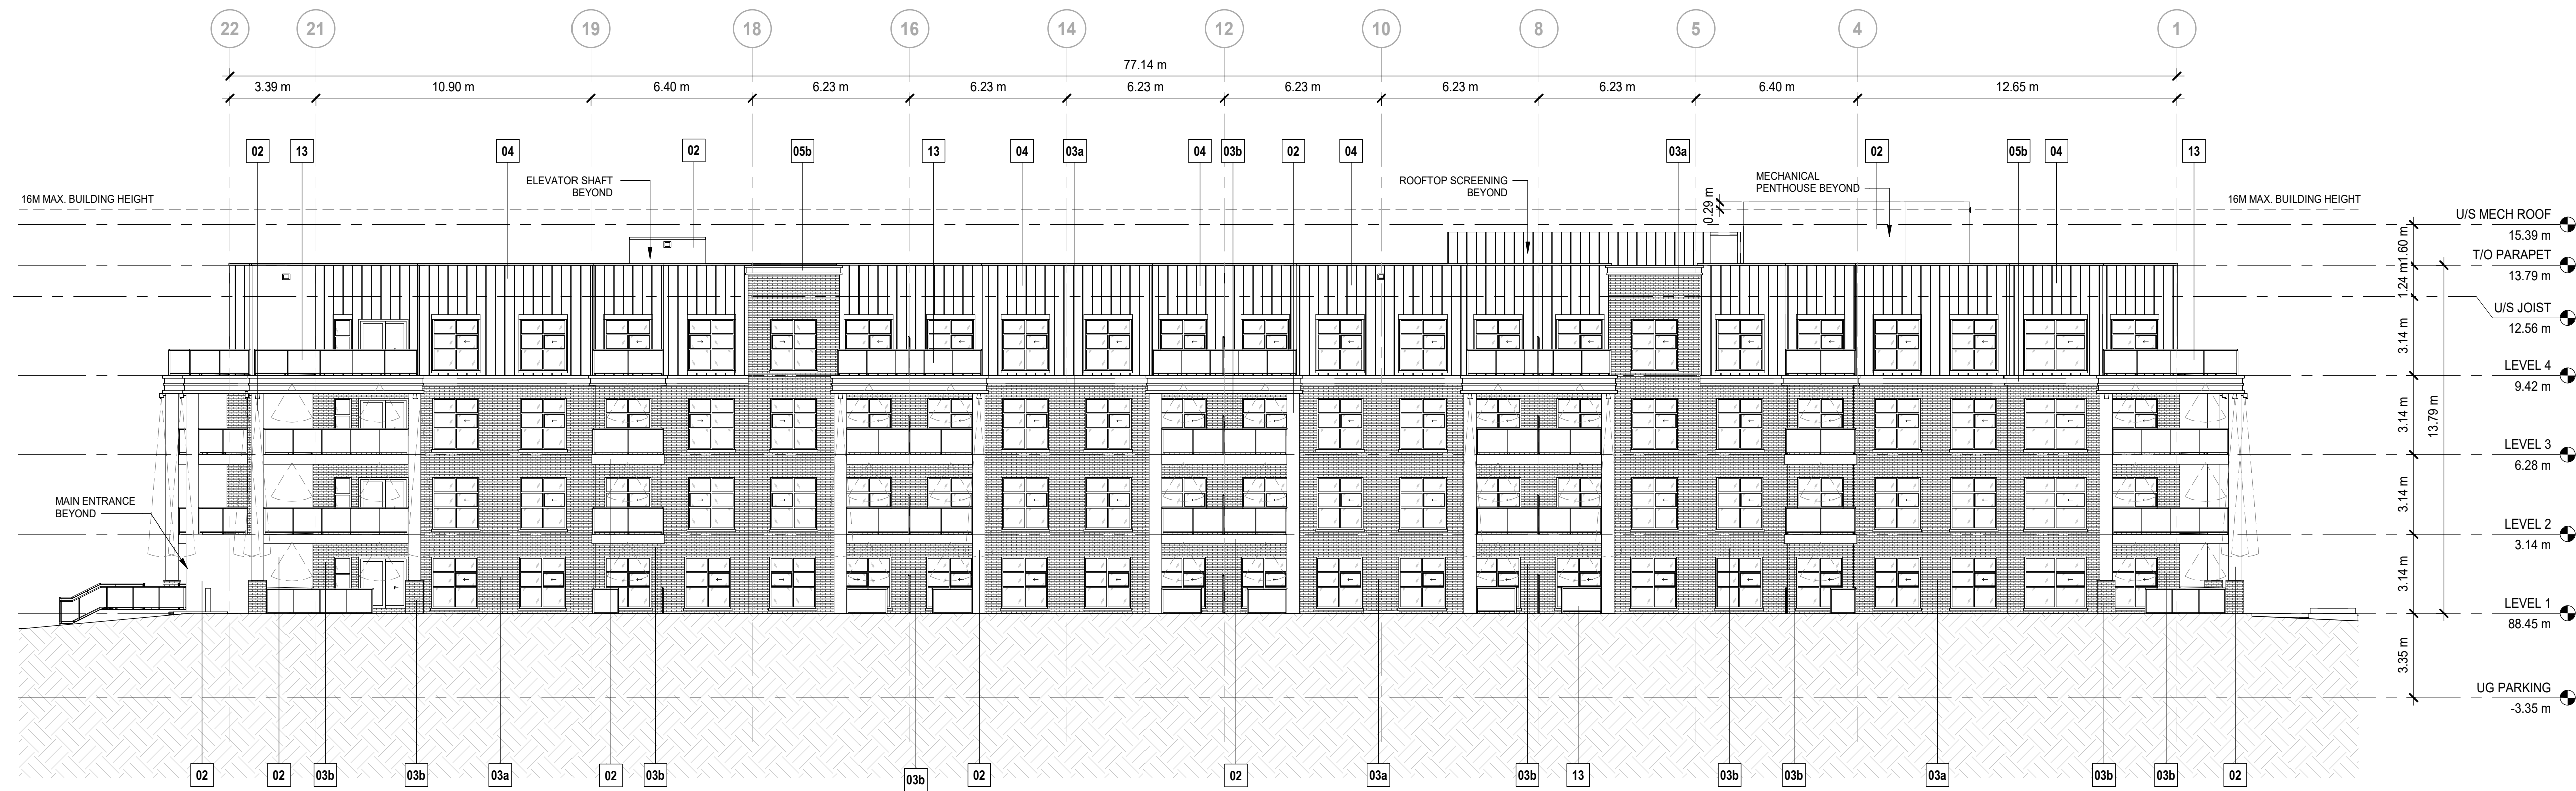 22
21
19
18
16
14
12
10
8
5
4
1
77.14 m
3.39 m
10.90 m
6.40 m
6.23 m
6.23 m
6.23 m
6.23 m
6.23 m
6.23 m
6.40 m
12.65 m
02
13
04
02
05b
13
04
03a
04
03b
02
04
03a
02
05b
04
13
ELEVATOR SHAFT
BEYOND
ROOFTOP SCREENING
BEYOND
MECHANICAL
PENTHOUSE BEYOND
0.29 m
16M MAX. BUILDING HEIGHT
16M MAX. BUILDING HEIGHT
U/S MECH ROOF
15.39 m
1.60 m
T/O PARAPET
13.79 m
1.24 m
U/S JOIST
12.56 m
3.14 m
LEVEL 4
9.42 m
3.14 m
13.79 m
LEVEL 3
6.28 m
3.14 m
MAIN ENTRANCE
BEYOND
LEVEL 2
3.14 m
3.14 m
LEVEL 1
88.45 m
3.35 m
UG PARKING
-3.35 m
02
02
03b
03b
03a
02
03b
03b
02
02
03a
03b
13
03b
03b
03a
03b
03b
02